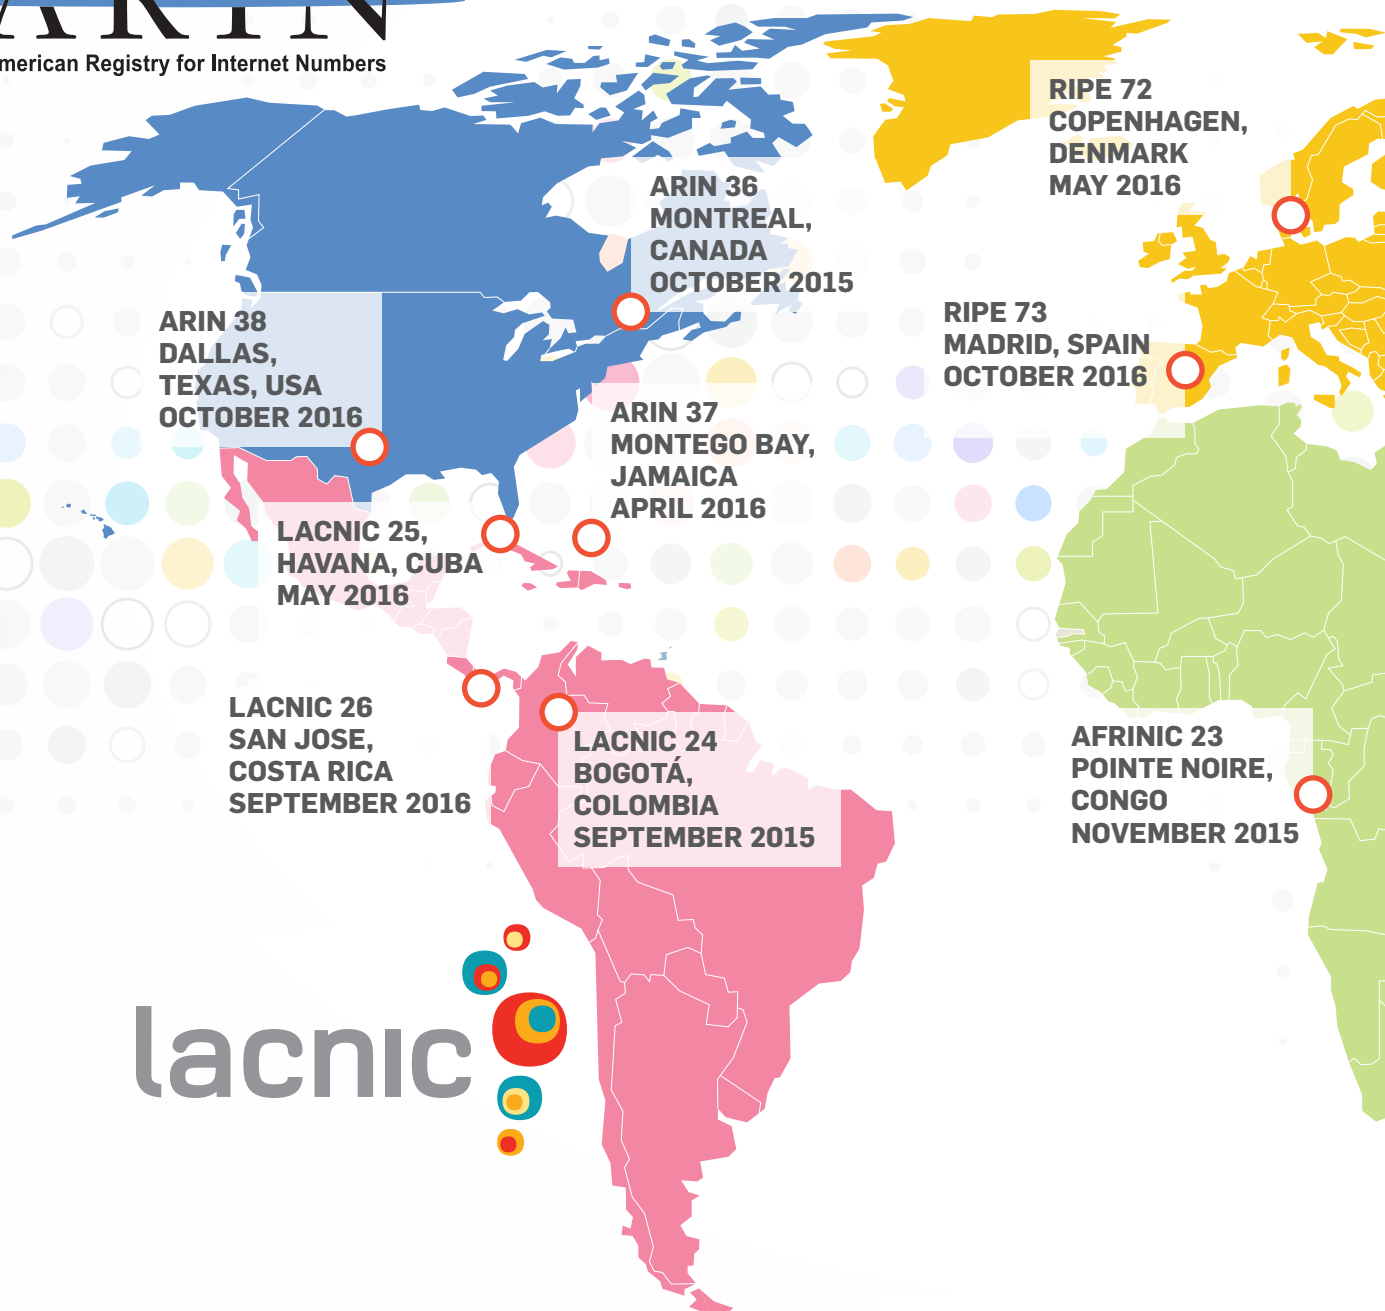 ARIN
merican Registry for Internet Numbers
RIPE 72
COPENHAGEN,
DENMARK
MAY 2016
ARIN 36
MONTREAL,
CANADA
OCTOBER 2015
ARIN 38
DALLAS,
TEXAS, USA
OCTOBER 2016
RIPE 73
MADRID, SPAIN
OCTOBER 2016
ARIN 37
MONTEGO BAY,
JAMAICA
APRIL 2016
LACNIC 25,
HAVANA, CUBA
MAY 2016
LACNIC 26
SAN JOSE,
COSTA RICA
SEPTEMBER 2016
LACNIC 24
BOGOTÁ,
COLOMBIA
SEPTEMBER 2015
AFRINIC 23
POINTE NOIRE,
CONGO
NOVEMBER 2015
lacnic